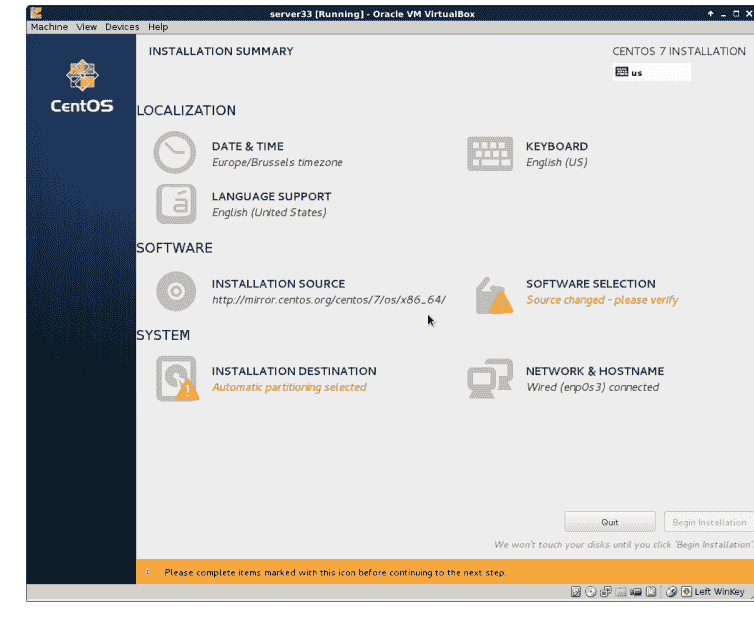 server33 [Running] - Oracle VM VirtualBox
Machine View Devices Help
INSTALLATION SUMMARY
CENTOS 7 INSTALLATION
us
CentOS
LOCALIZATION
DATE & TIME
Europe/Brussels timezone
KEYBOARD
English (US)
LANGUAGE SUPPORT
English (United States)
SOFTWARE
INSTALLATION SOURCE
http://mirror.centos.org/centos/7/os/x86_64/
SOFTWARE SELECTION
Source changed - please verify
SYSTEM
INSTALLATION DESTINATION
Automatic partitioning selected
NETWORK & HOSTNAME
Wired (enp0s3) connected
Quit
Begin Installation
We won't touch your disks until you click 'Begin Installation'
Please complete items marked with this icon before continuing to the next step.
Left WinKey